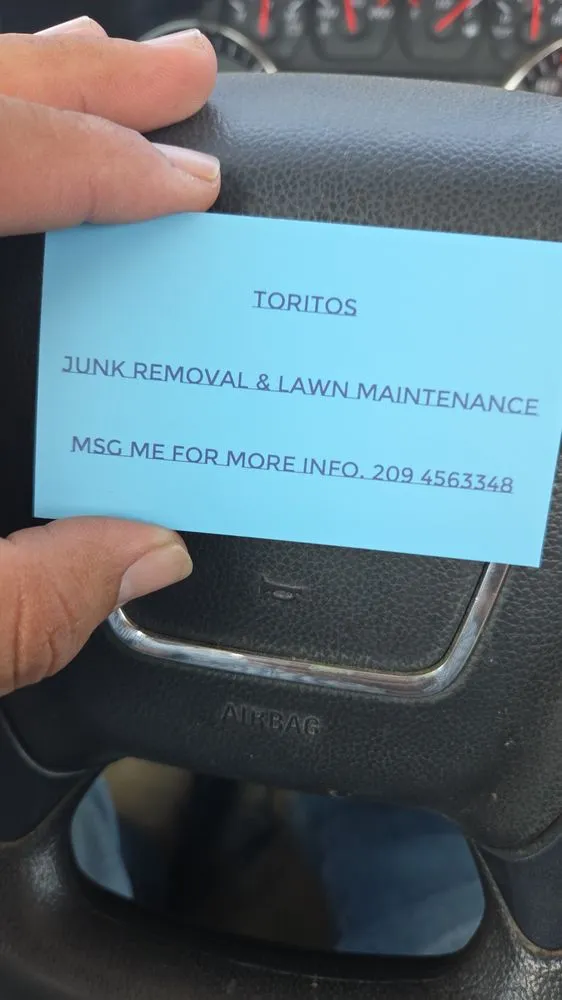 TORITOS
JUNK REMOVAL & LAWN MAINTENANCE
MSG ME FOR MORE INFO. 209 4563348
AIRBAG